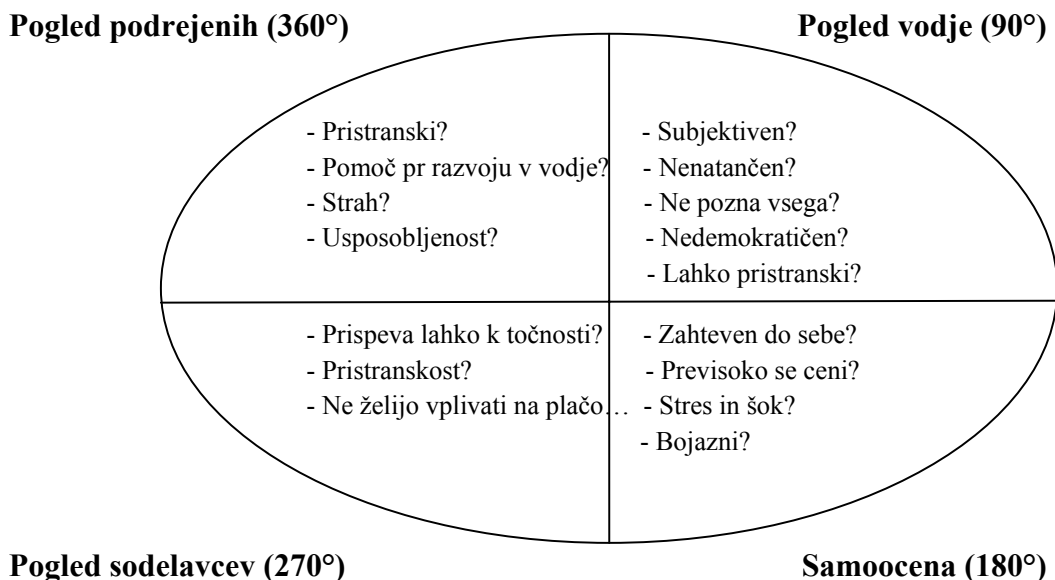 Pogled podrejenih (360°)
Pogled vodje (90°)
- Pristranski?
- Pomoč pr razvoju v vodje?
- Strah?
- Usposobljenost?
- Subjektiven?
- Nenatančen?
- Ne pozna vsega?
- Nedemokratičen?
- Lahko pristranski?
- Prispeva lahko k točnosti?
- Pristranskost?
- Ne želijo vplivati na plačo…
- Zahteven do sebe?
- Previsoko se ceni?
- Stres in šok?
- Bojazni?
Pogled sodelavcev (270°)
Samoocena (180°)